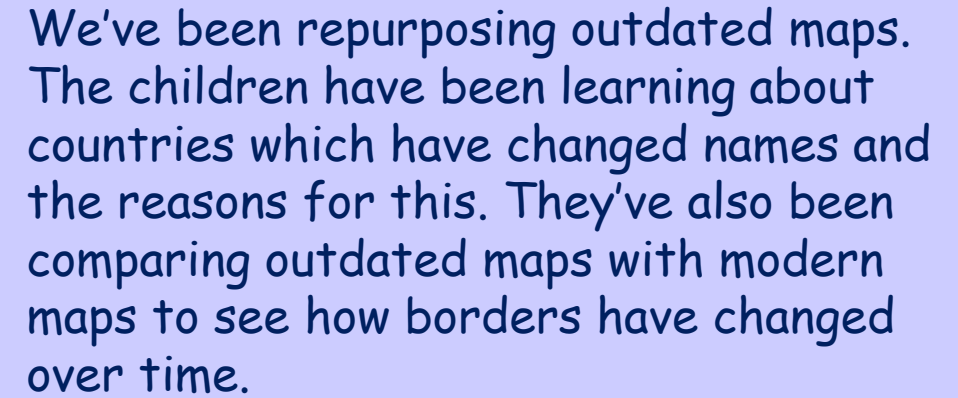 We've been repurposing outdated maps.
The children have been learning about
countries which have changed names and
the reasons for this. They've also been
comparing outdated maps with modern
maps to see how borders have changed
over time.